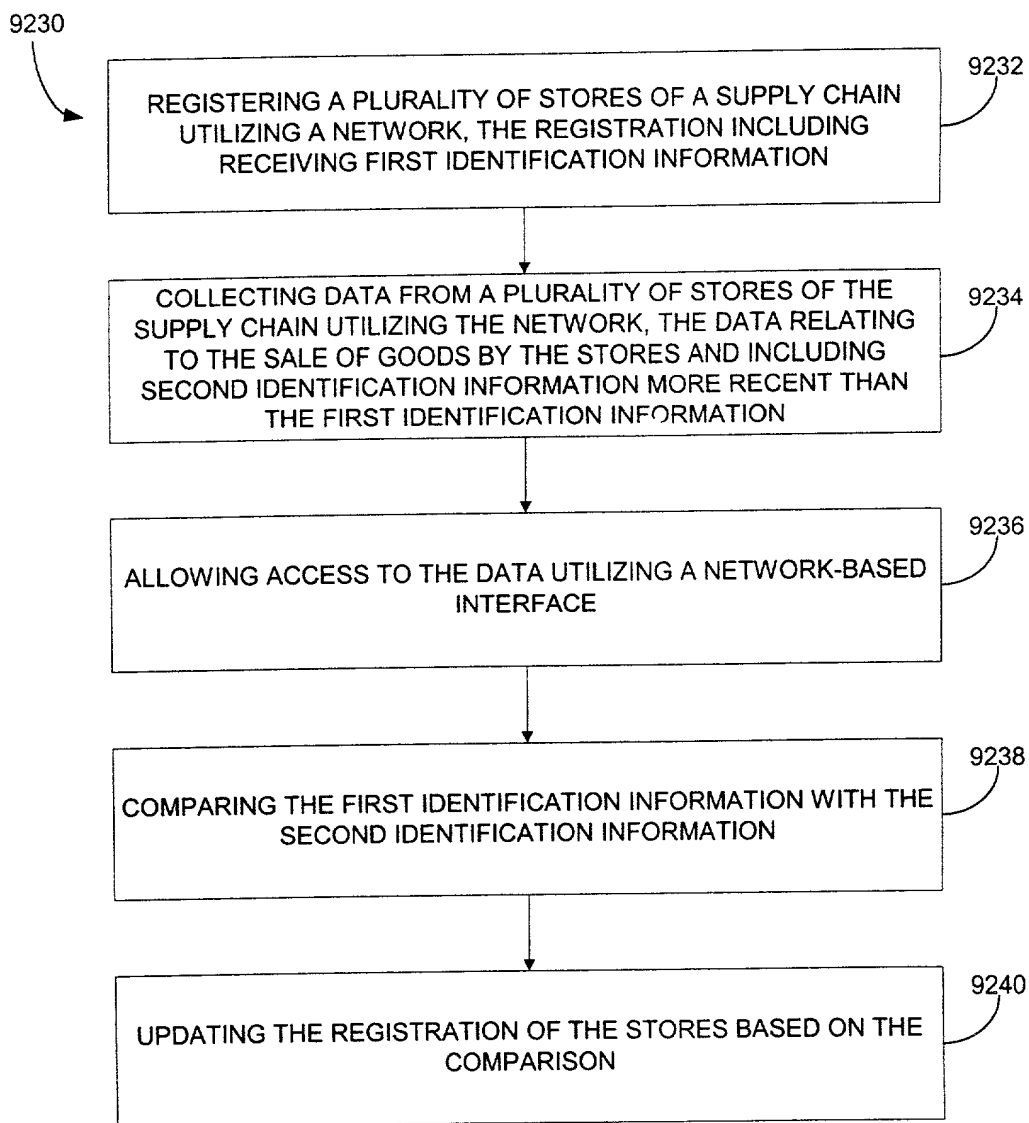 9230
9232
REGISTERING A PLURALITY OF STORES OF A SUPPLY CHAIN
UTILIZING A NETWORK, THE REGISTRATION INCLUDING
RECEIVING FIRST IDENTIFICATION INFORMATION
9234
COLLECTING DATA FROM A PLURALITY OF STORES OF THE
SUPPLY CHAIN UTILIZING THE NETWORK, THE DATA RELATING
TO THE SALE OF GOODS BY THE STORES AND INCLUDING
SECOND IDENTIFICATION INFORMATION MORE RECENT THAN
THE FIRST IDENTIFICATION INFORMATION
9236
ALLOWING ACCESS TO THE DATA UTILIZING A NETWORK-BASED
INTERFACE
9238
COMPARING THE FIRST IDENTIFICATION INFORMATION WITH THE
SECOND IDENTIFICATION INFORMATION
9240
UPDATING THE REGISTRATION OF THE STORES BASED ON THE
COMPARISON